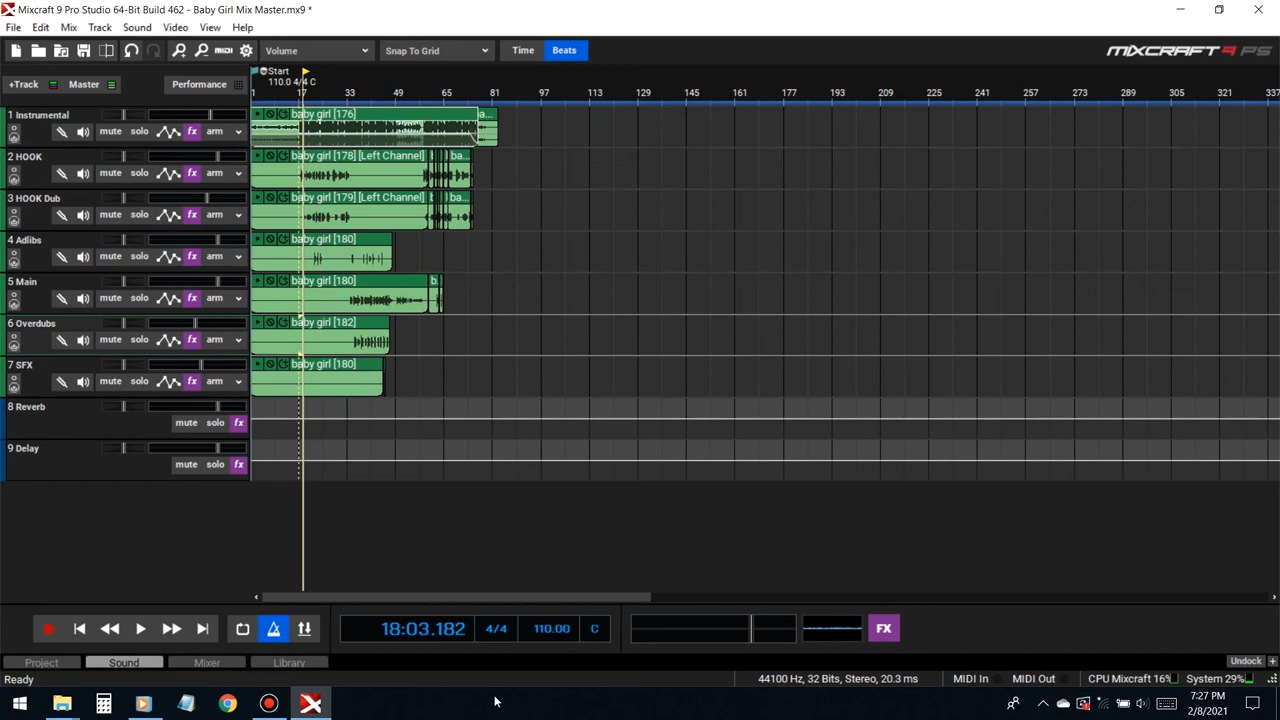 Mixcraft 9 Pro Studio 64-Bit Build 462 - Baby Girl Mix Master.mx9 *
File Edit Mix Track Sound Video View Help
MIDI Volume Snap To Grid Time Beats MIXCRAFT 9 PS
+Track Master Performance
Start
110.0 4/4 C
1 17 33 49 65 81 97 113 129 145 161 177 193 209 225 241 257 273 289 305 321 337
1 Instrumental baby girl [176] a...
mute solo fx arm
2 HOOK baby girl [178] [Left Channel] b ba...
mute solo fx arm
3 HOOK Dub baby girl [179] [Left Channel] b ba...
mute solo fx arm
4 Adlibs baby girl [180]
mute solo fx arm
5 Main baby girl [180] b
mute solo fx arm
6 Overdubs baby girl [182]
mute solo fx arm
7 SFX baby girl [180]
mute solo fx arm
8 Reverb
mute solo fx
9 Delay
mute solo fx
18:03.182 4/4 110.00 C FX
Project Sound Mixer Library Undock +
Ready 44100 Hz, 32 Bits, Stereo, 20.3 ms MIDI In MIDI Out CPU Mixcraft 16% System 29%
7:27 PM
2/8/2021